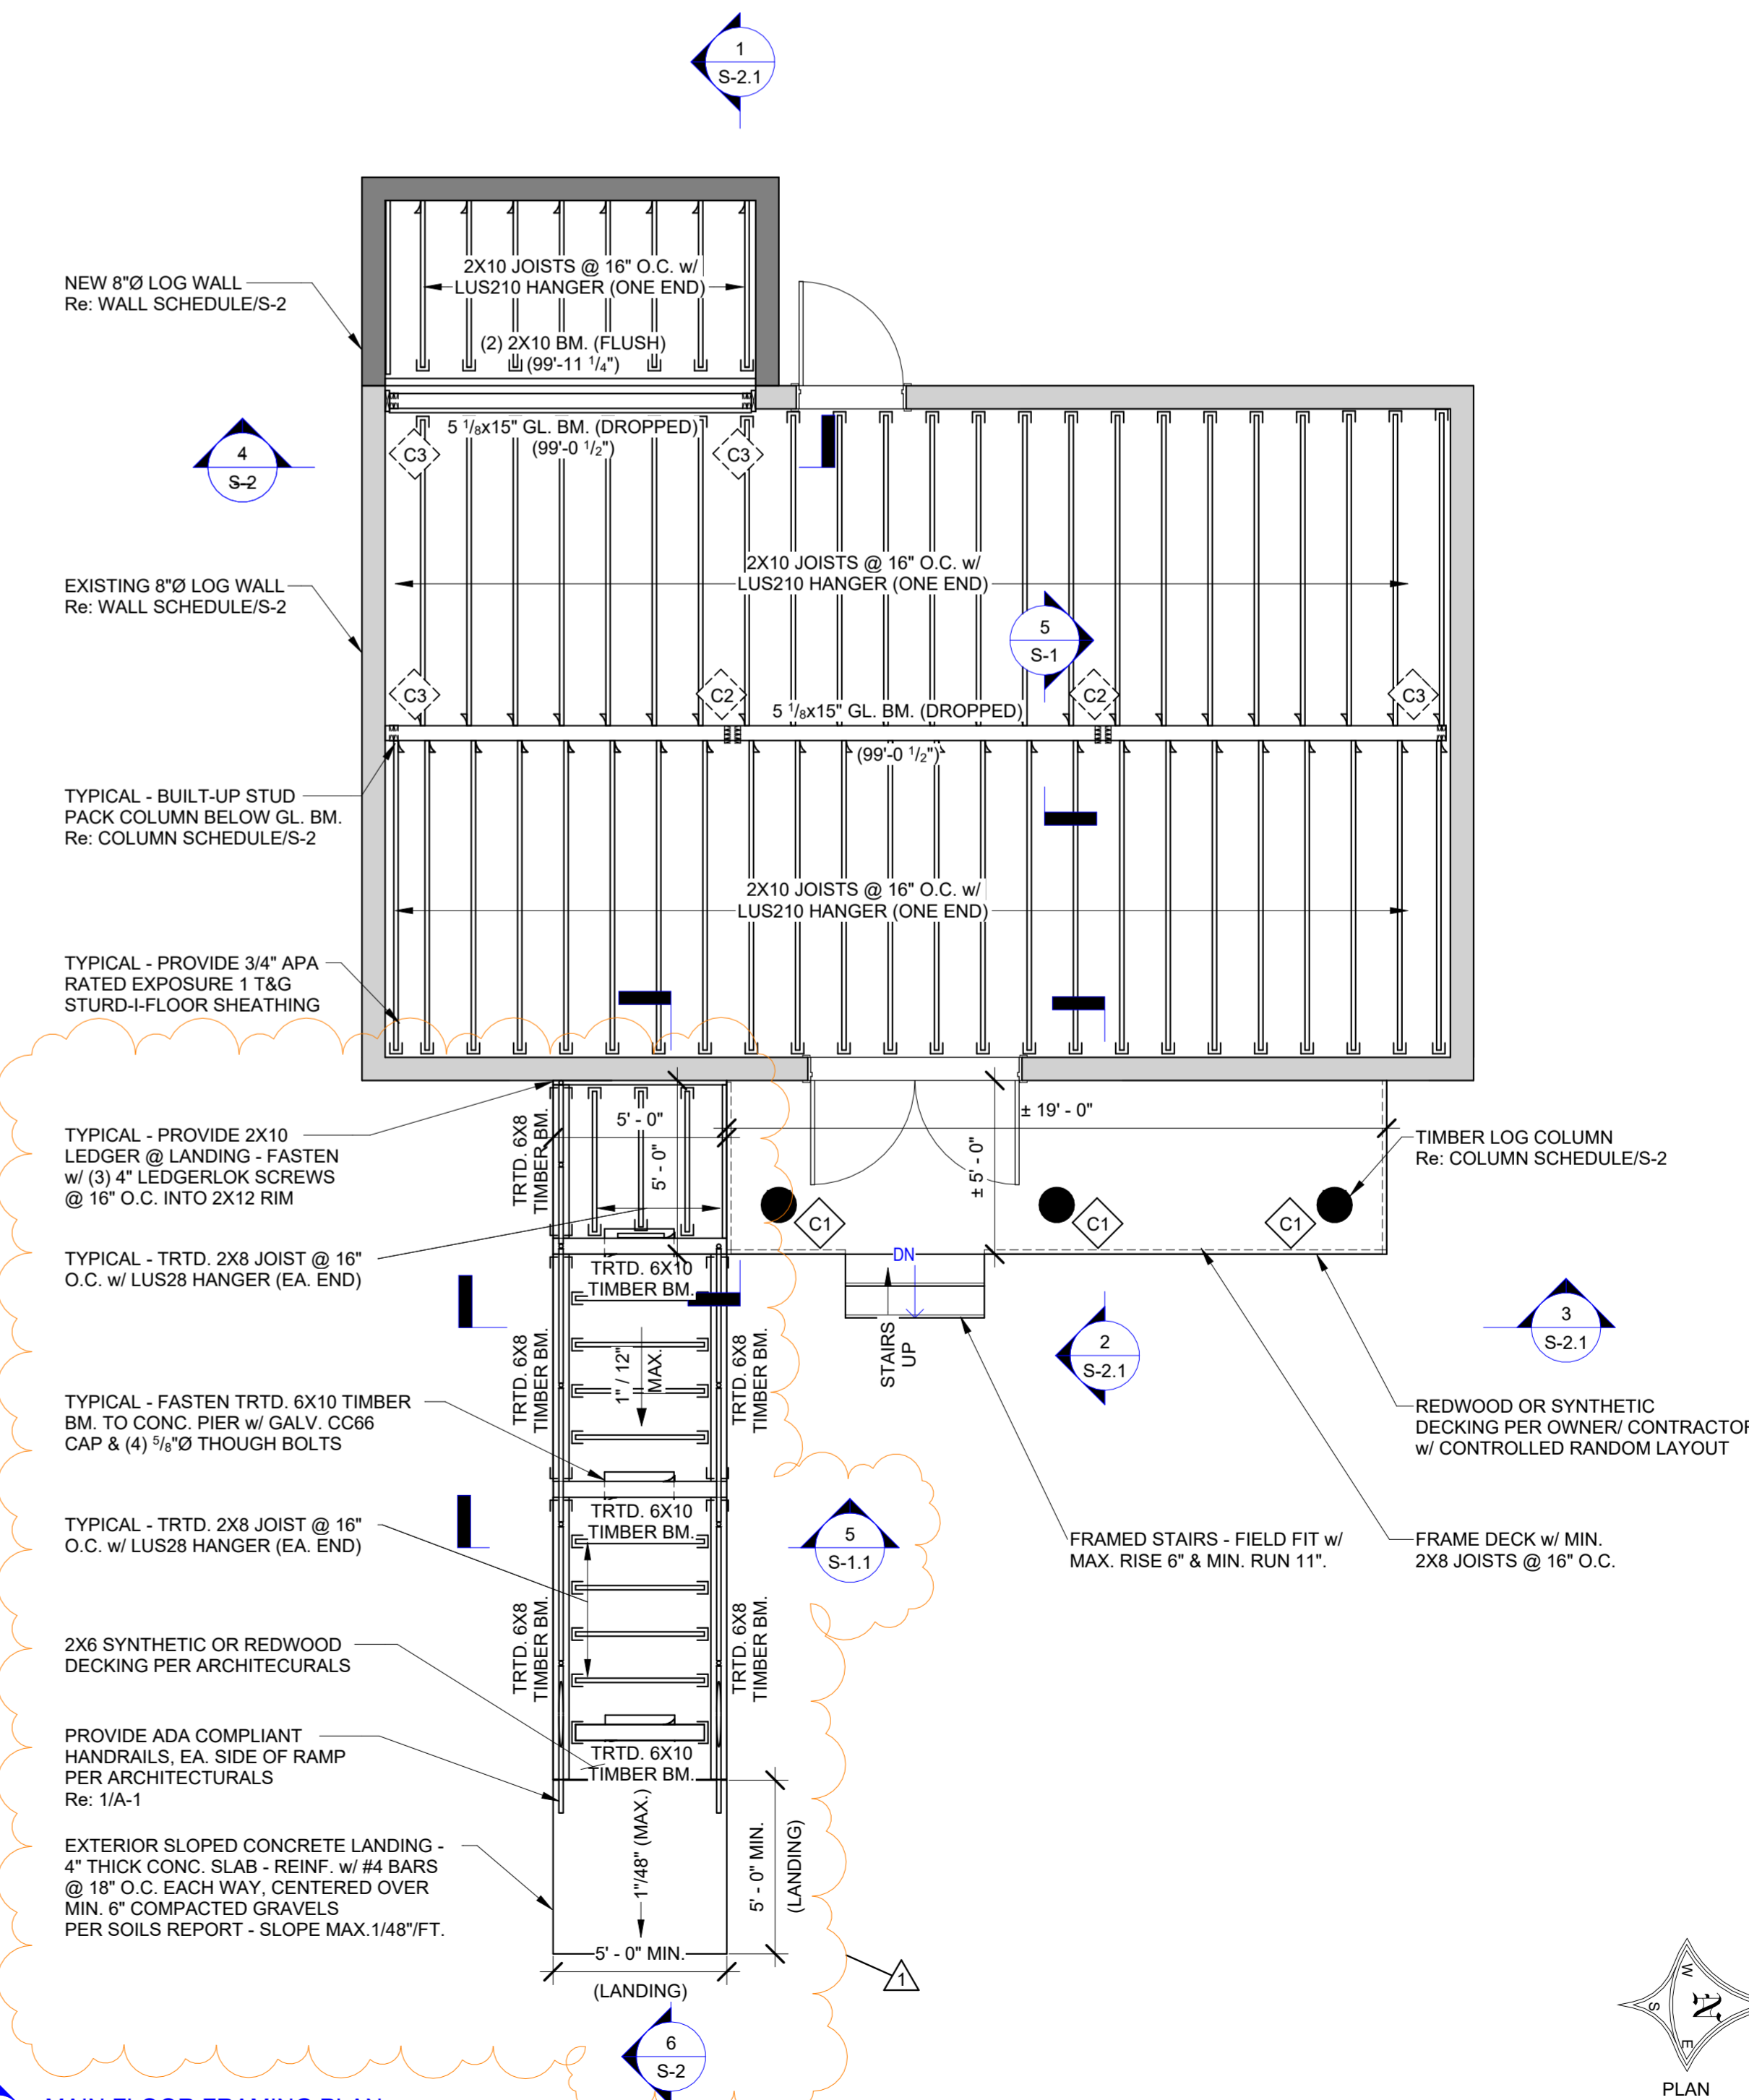 1
S-2.1
NEW 8"Ø LOG WALL
Re: WALL SCHEDULE/S-2
2X10 JOISTS @ 16" O.C. w/
LUS210 HANGER (ONE END)
(2) 2X10 BM. (FLUSH)
(99'-11 1/4")
5 1/8x15" GL. BM. (DROPPED)
(99'-0 1/2")
C3
C3
4
S-2
EXISTING 8"Ø LOG WALL
Re: WALL SCHEDULE/S-2
2X10 JOISTS @ 16" O.C. w/
LUS210 HANGER (ONE END)
5
S-1
C3
C2
C2
C3
5 1/8x15" GL. BM. (DROPPED)
(99'-0 1/2")
TYPICAL - BUILT-UP STUD
PACK COLUMN BELOW GL. BM.
Re: COLUMN SCHEDULE/S-2
2X10 JOISTS @ 16" O.C. w/
LUS210 HANGER (ONE END)
TYPICAL - PROVIDE 3/4" APA
RATED EXPOSURE 1 T&G
STURD-I-FLOOR SHEATHING
TYPICAL - PROVIDE 2X10
LEDGER @ LANDING - FASTEN
w/ (3) 4" LEDGERLOK SCREWS
@ 16" O.C. INTO 2X12 RIM
TRTD. 6X8
TIMBER BM.
5' - 0"
5' - 0"
± 19' - 0"
± 5' - 0"
TIMBER LOG COLUMN
Re: COLUMN SCHEDULE/S-2
C1
C1
C1
TYPICAL - TRTD. 2X8 JOIST @ 16"
O.C. w/ LUS28 HANGER (EA. END)
TRTD. 6X10
TIMBER BM.
DN
STAIRS
UP
2
S-2.1
3
S-2.1
TRTD. 6X8
TIMBER BM.
1" / 12"
MAX.
TRTD. 6X8
TIMBER BM.
TYPICAL - FASTEN TRTD. 6X10 TIMBER
BM. TO CONC. PIER w/ GALV. CC66
CAP & (4) 5/8"Ø THOUGH BOLTS
REDWOOD OR SYNTHETIC
DECKING PER OWNER/ CONTRACTOR
w/ CONTROLLED RANDOM LAYOUT
TYPICAL - TRTD. 2X8 JOIST @ 16"
O.C. w/ LUS28 HANGER (EA. END)
TRTD. 6X10
TIMBER BM.
5
S-1.1
FRAMED STAIRS - FIELD FIT w/
MAX. RISE 6" & MIN. RUN 11".
FRAME DECK w/ MIN.
2X8 JOISTS @ 16" O.C.
TRTD. 6X8
TIMBER BM.
TRTD. 6X8
TIMBER BM.
2X6 SYNTHETIC OR REDWOOD
DECKING PER ARCHITECURALS
PROVIDE ADA COMPLIANT
HANDRAILS, EA. SIDE OF RAMP
PER ARCHITECTURALS
Re: 1/A-1
TRTD. 6X10
TIMBER BM.
EXTERIOR SLOPED CONCRETE LANDING -
4" THICK CONC. SLAB - REINF. w/ #4 BARS
@ 18" O.C. EACH WAY, CENTERED OVER
MIN. 6" COMPACTED GRAVELS
PER SOILS REPORT - SLOPE MAX.1/48"/FT.
1"/48" (MAX.)
5' - 0" MIN.
(LANDING)
5' - 0" MIN.
(LANDING)
1
6
S-2
W
S
N
E
PLAN
MAIN FLOOR FRAMING PLAN